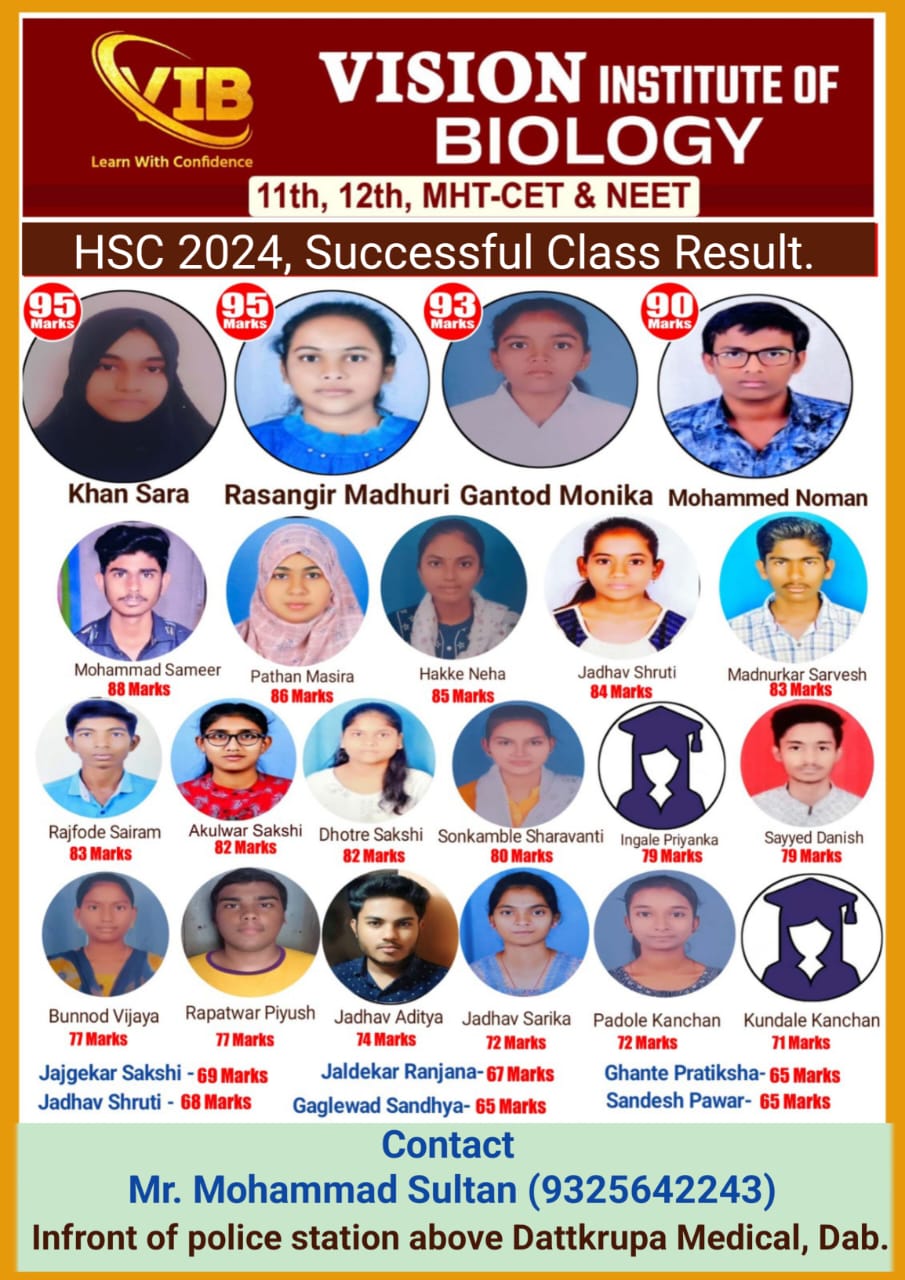 VIB
Learn With Confidence
VISION INSTITUTE OF
BIOLOGY
11th, 12th, MHT-CET & NEET
HSC 2024, Successful Class Result.
95 Marks
95 Marks
93 Marks
90 Marks
Khan Sara
Rasangir Madhuri
Gantod Monika
Mohammed Noman
Mohammad Sameer
88 Marks
Pathan Masira
86 Marks
Hakke Neha
85 Marks
Jadhav Shruti
84 Marks
Madnurkar Sarvesh
83 Marks
Rajfode Sairam
83 Marks
Akulwar Sakshi
82 Marks
Dhotre Sakshi
82 Marks
Sonkamble Sharavanti
80 Marks
Ingale Priyanka
79 Marks
Sayyed Danish
79 Marks
Bunnod Vijaya
77 Marks
Rapatwar Piyush
77 Marks
Jadhav Aditya
74 Marks
Jadhav Sarika
72 Marks
Padole Kanchan
72 Marks
Kundale Kanchan
71 Marks
Jajgekar Sakshi - 69 Marks
Jaldekar Ranjana- 67 Marks
Ghante Pratiksha- 65 Marks
Jadhav Shruti - 68 Marks
Gaglewad Sandhya- 65 Marks
Sandesh Pawar- 65 Marks
Contact
Mr. Mohammad Sultan (9325642243)
Infront of police station above Dattkrupa Medical, Dab.